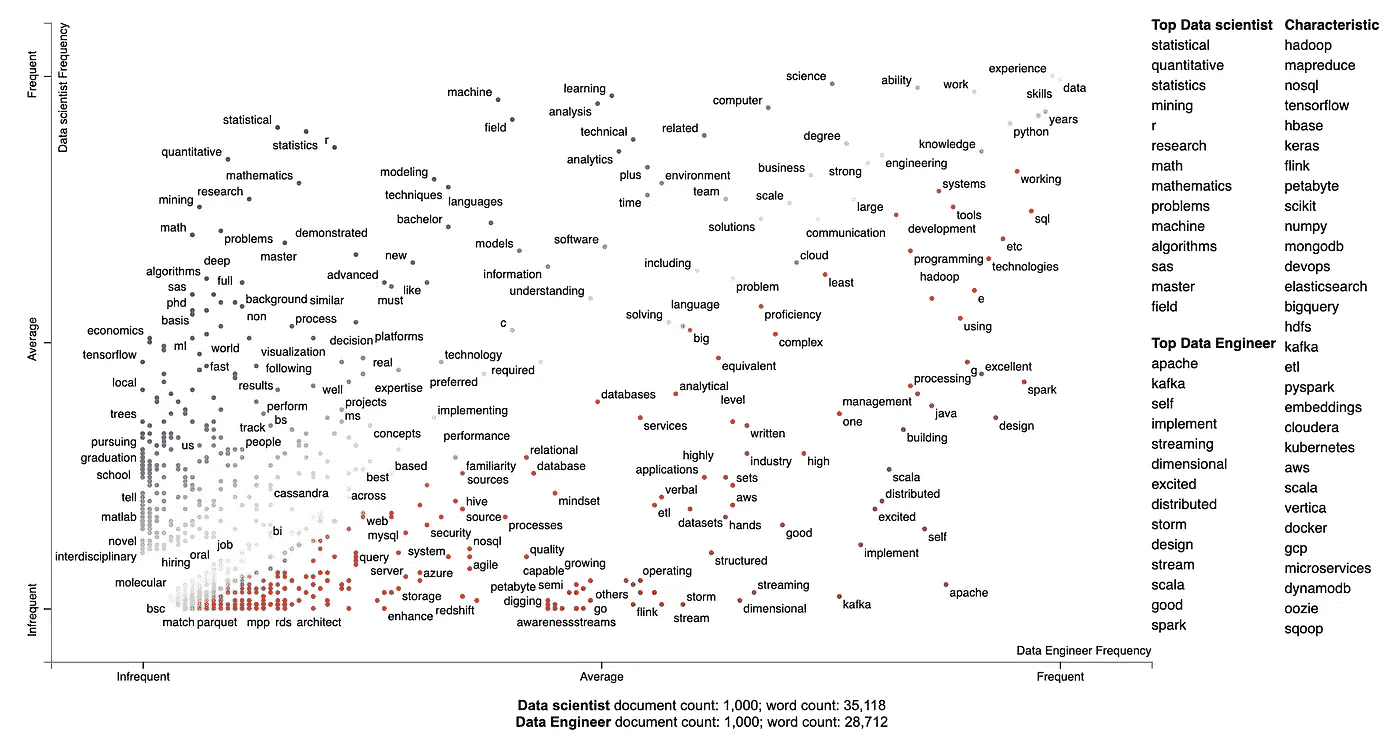 Frequent
Average
Infrequent
Data scientist Frequency
experience
data
science
ability
work
skills
years
python
machine
learning
analysis
computer
field
technical
related
degree
knowledge
statistical
statistics
r
quantitative
analytics
engineering
mathematics
modeling
plus
environment
business
strong
working
research
techniques
languages
team
scale
systems
mining
bachelor
time
large
tools
sql
math
problems
demonstrated
models
software
solutions
communication
development
etc
deep
master
new
information
including
cloud
programming
technologies
algorithms
full
advanced
understanding
problem
least
hadoop
sas
phd
background
similar
must
like
language
e
basis
non
process
c
solving
proficiency
using
economics
ml
world
decision
platforms
big
complex
tensorflow
visualization
technology
fast
following
real
required
equivalent
g
excellent
local
results
well
expertise
preferred
analytical
processing
spark
trees
perform
projects
databases
level
management
java
track
bs
ms
implementing
services
one
design
pursuing
us
people
concepts
performance
written
building
graduation
relational
highly
industry
high
school
best
based
familiarity
database
applications
sets
scala
sources
tell
cassandra
across
hive
mindset
verbal
aws
distributed
matlab
web
source
processes
etl
datasets
hands
excited
novel
bi
mysql
security
good
self
interdisciplinary
oral
job
query
system
nosql
quality
structured
implement
hiring
server
azure
agile
capable
growing
operating
molecular
petabyte
semi
streaming
apache
bsc
storage
digging
others
storm
dimensional
kafka
match
parquet
mpp
rds
architect
enhance
redshift
awareness
streams
go
flink
stream
Data Engineer Frequency
Infrequent
Average
Frequent
Data scientist document count: 1,000; word count: 35,118
Data Engineer document count: 1,000; word count: 28,712
Top Data scientist
statistical
quantitative
statistics
mining
r
research
math
mathematics
problems
machine
algorithms
sas
master
field
Top Data Engineer
apache
kafka
self
implement
streaming
dimensional
excited
distributed
storm
design
stream
scala
good
spark
Characteristic
hadoop
mapreduce
nosql
tensorflow
hbase
keras
flink
petabyte
scikit
numpy
mongodb
devops
elasticsearch
bigquery
hdfs
kafka
etl
pyspark
embeddings
cloudera
kubernetes
aws
scala
vertica
docker
gcp
microservices
dynamodb
oozie
sqoop